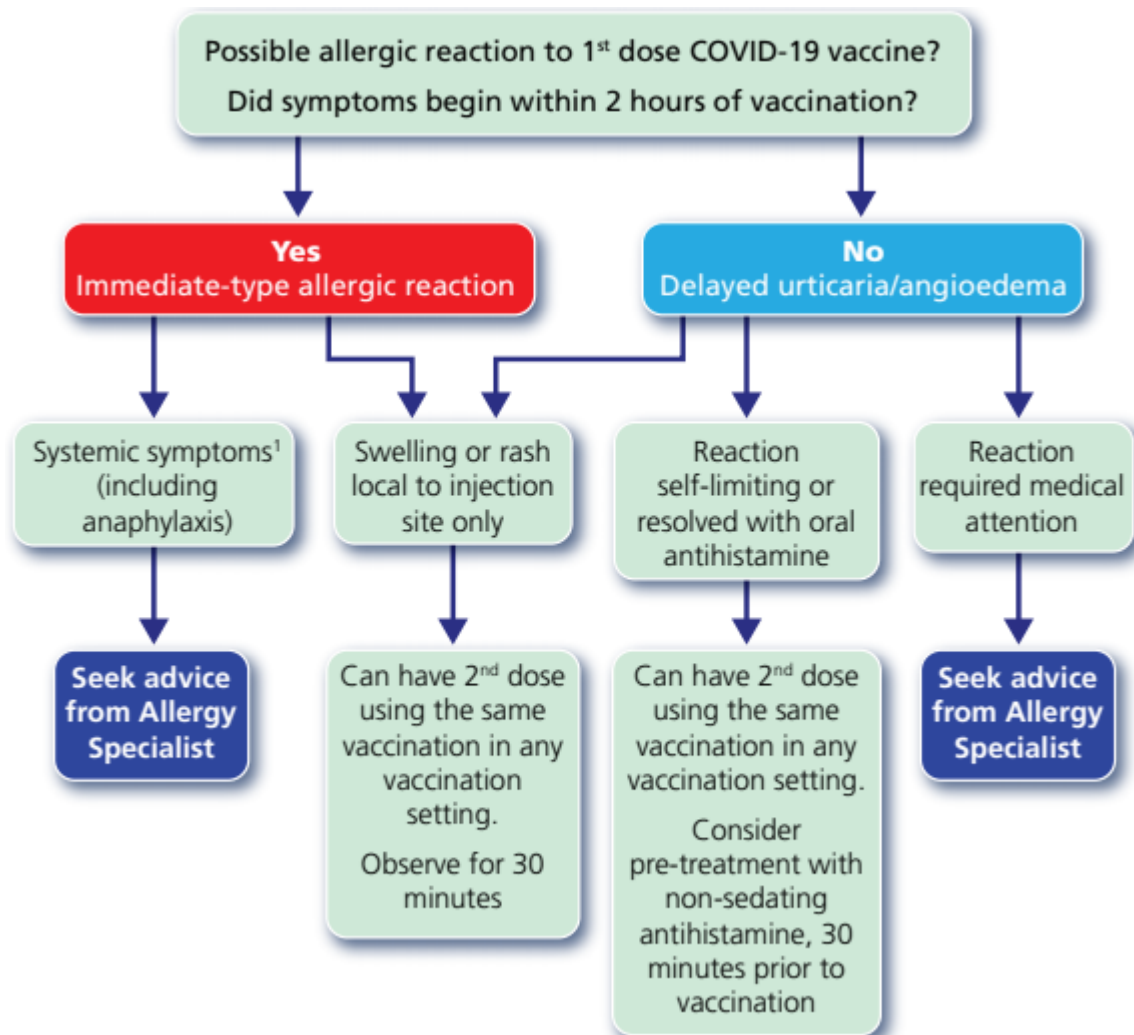 Possible allergic reaction to 1st dose COVID-19 vaccine?
Did symptoms begin within 2 hours of vaccination?
Yes
Immediate-type allergic reaction
No
Delayed urticaria/angioedema
Systemic symptoms¹
(including
anaphylaxis)
Swelling or rash
local to injection
site only
Reaction
self-limiting or
resolved with oral
antihistamine
Reaction
required medical
attention
Seek advice
from Allergy
Specialist
Can have 2nd dose
using the same
vaccination in any
vaccination
setting.
Observe for 30
minutes
Can have 2nd dose
using the same
vaccination in any
vaccination setting.
Consider
pre-treatment with
non-sedating
antihistamine, 30
minutes prior to
vaccination
Seek advice
from Allergy
Specialist